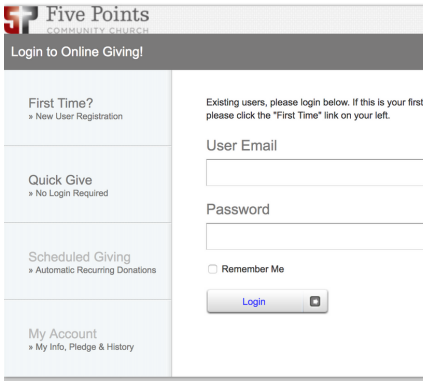 Five Points
COMMUNITY CHURCH
Login to Online Giving!
First Time?
» New User Registration
Quick Give
» No Login Required
Scheduled Giving
» Automatic Recurring Donations
My Account
» My Info, Pledge & History
Existing users, please login below. If this is your first
please click the "First Time" link on your left.
User Email
Password
Remember Me
Login